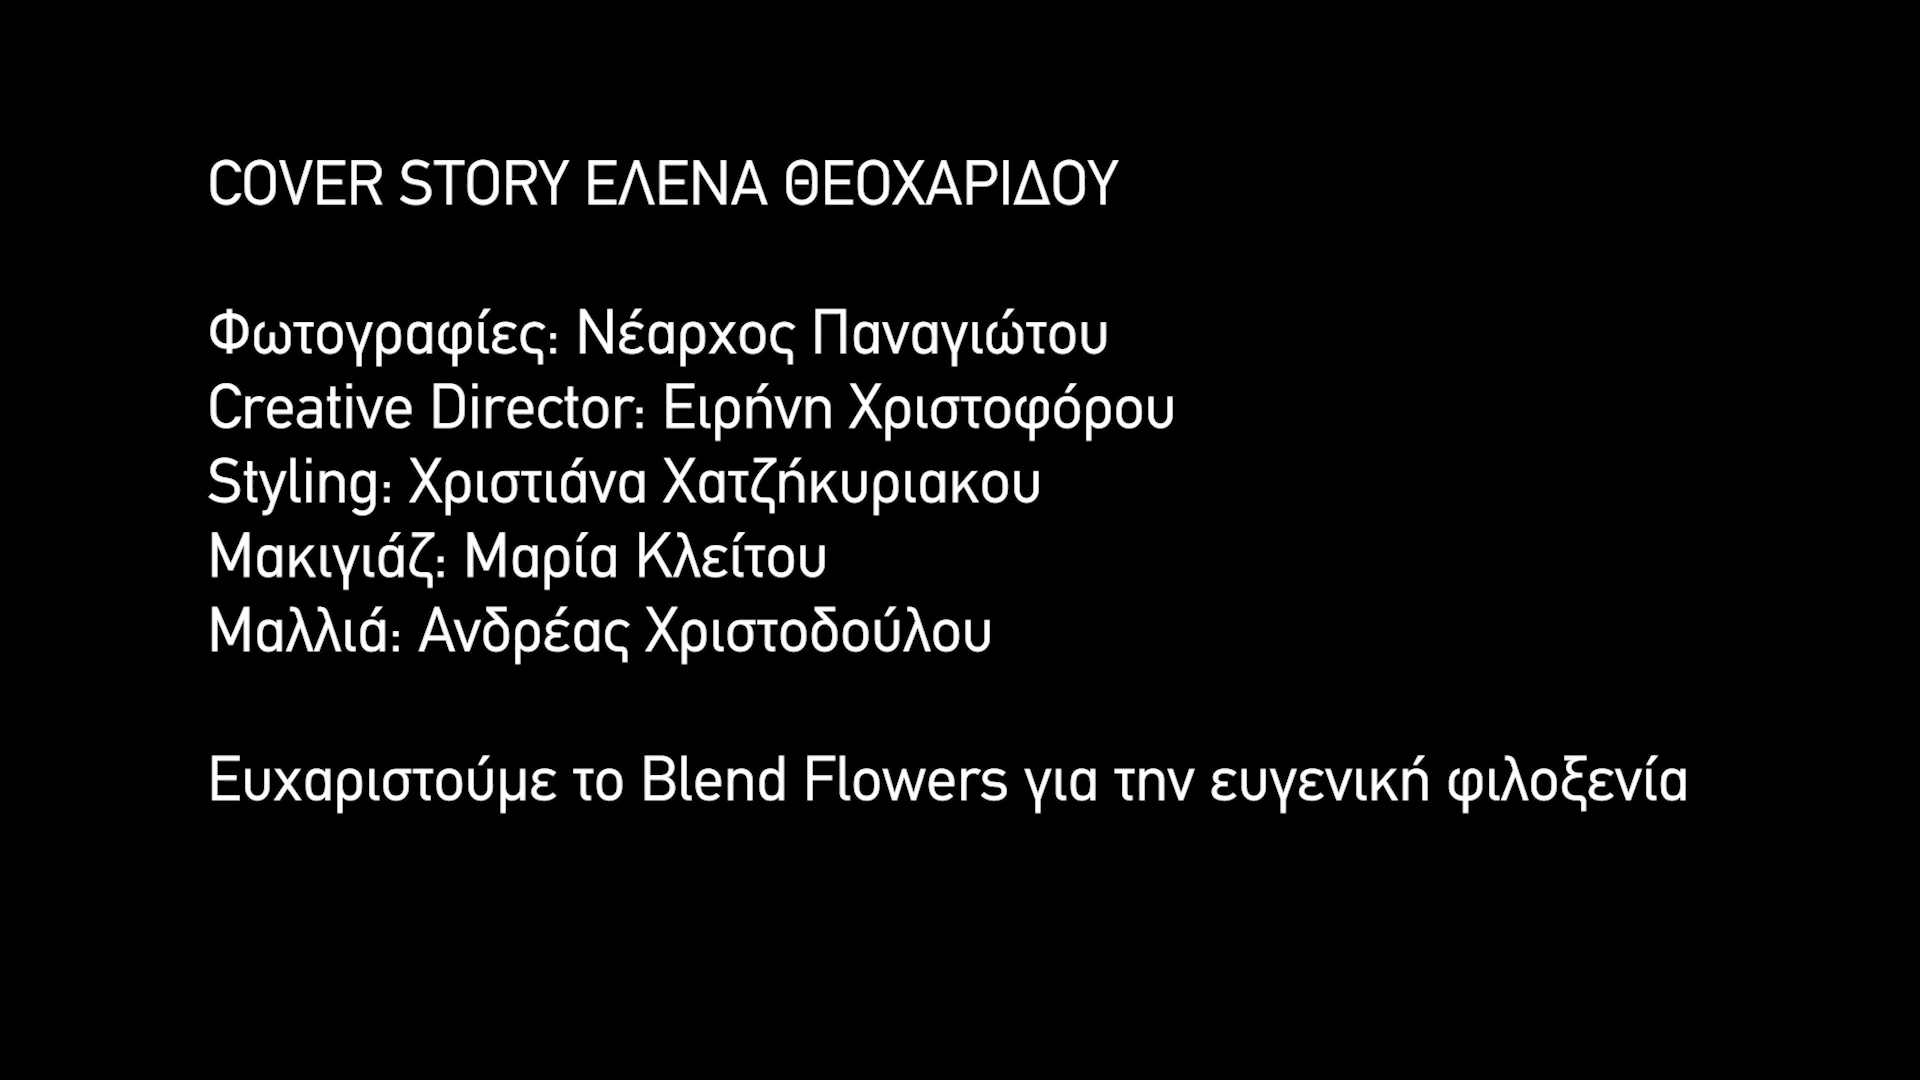 COVER STORY ΕΛΕΝΑ ΘΕΟΧΑΡΙΔΟΥ
Φωτογραφίες: Νέαρχος Παναγιώτου
Creative Director: Ειρήνη Χριστοφόρου
Styling: Χριστιάνα Χατζήκυριακου
Μακιγιάζ: Μαρία Κλείτου
Μαλλιά: Ανδρέας Χριστοδούλου
Ευχαριστούμε το Blend Flowers για την ευγενική φιλοξενία